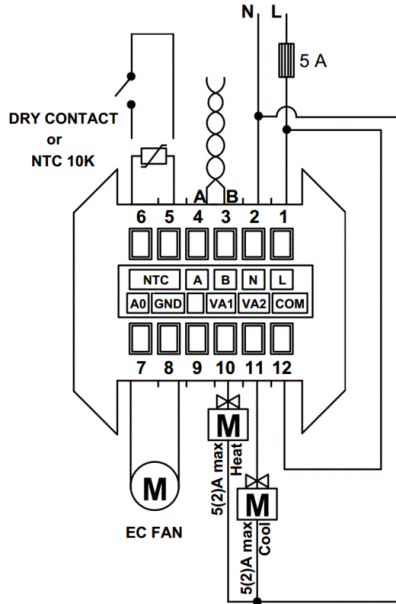 N L
5 A
DRY CONTACT
or
NTC 10K
A B
6 5 4 3 2 1
NTC A B N L
A0 GND VA1 VA2 COM
7 8 9 10 11 12
M
EC FAN
M
5(2)A max
Heat
M
5(2)A max
Cool